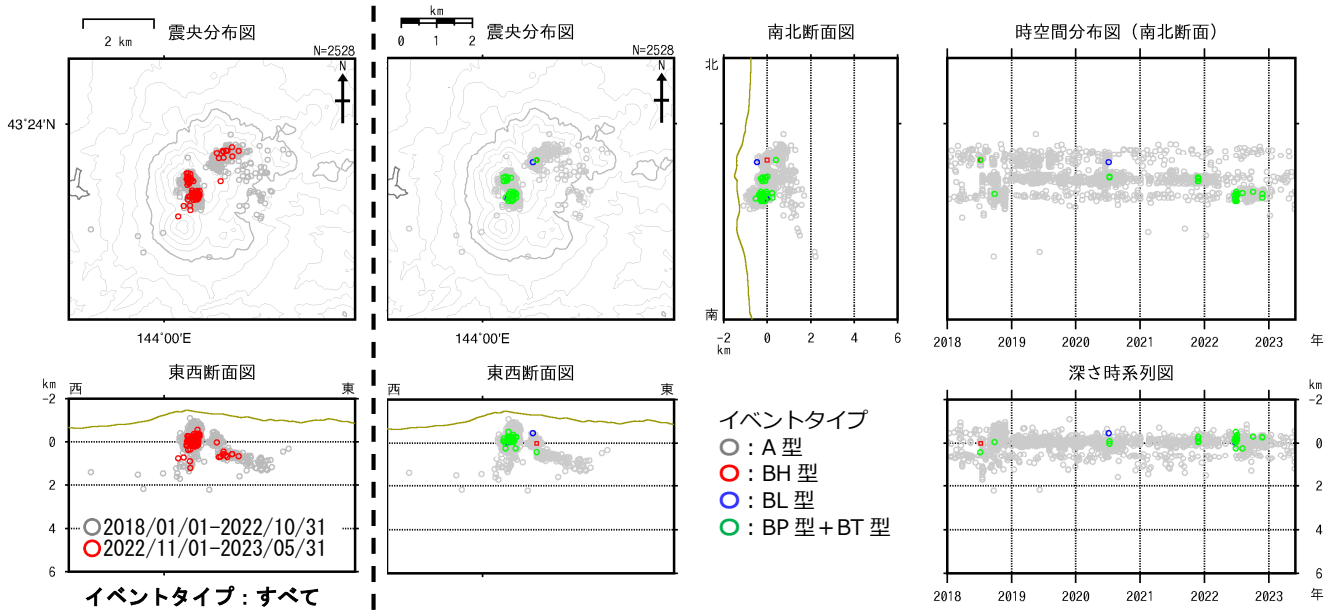 2 km
震央分布図
N=2528
N
43°24'N
144°00'E
km
0 1 2
震央分布図
N=2528
N
144°00'E
南北断面図
北
南
-2 0 2 4 6
km
時空間分布図（南北断面）
2018 2019 2020 2021 2022 2023 年
東西断面図
km
西
東
-2
0
2
4
6
2018/01/01-2022/10/31
2022/11/01-2023/05/31
イベントタイプ：すべて
東西断面図
西
東
イベントタイプ
：A 型
：BH 型
：BL 型
：BP 型＋BT 型
深さ時系列図
km
-2
0
2
4
6
2018 2019 2020 2021 2022 2023 年